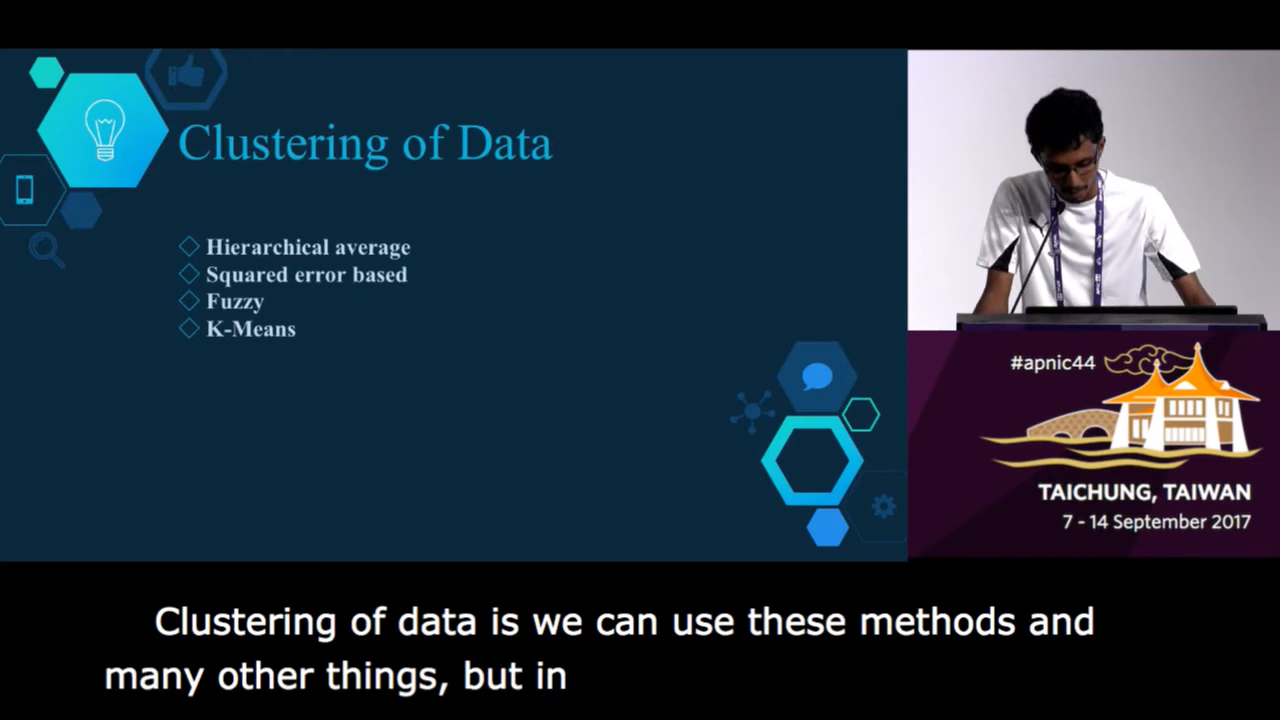 Clustering of Data
Hierarchical average
Squared error based
Fuzzy
K-Means
#apnic44
TAICHUNG, TAIWAN
7 - 14 September 2017
Clustering of data is we can use these methods and
many other things, but in